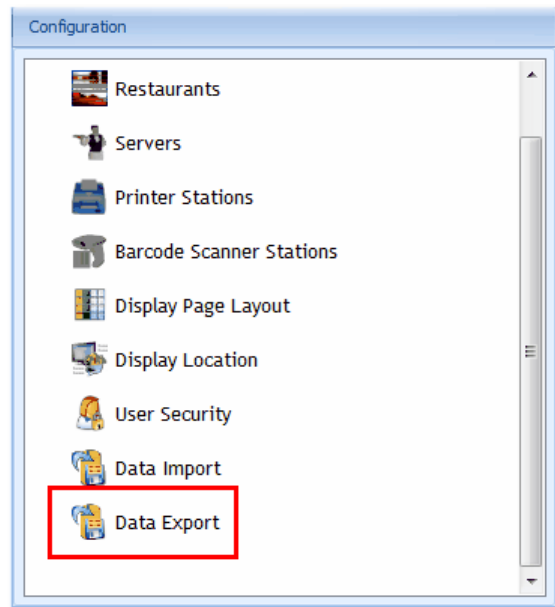 Configuration
Restaurants
Servers
Printer Stations
Barcode Scanner Stations
Display Page Layout
Display Location
User Security
Data Import
Data Export